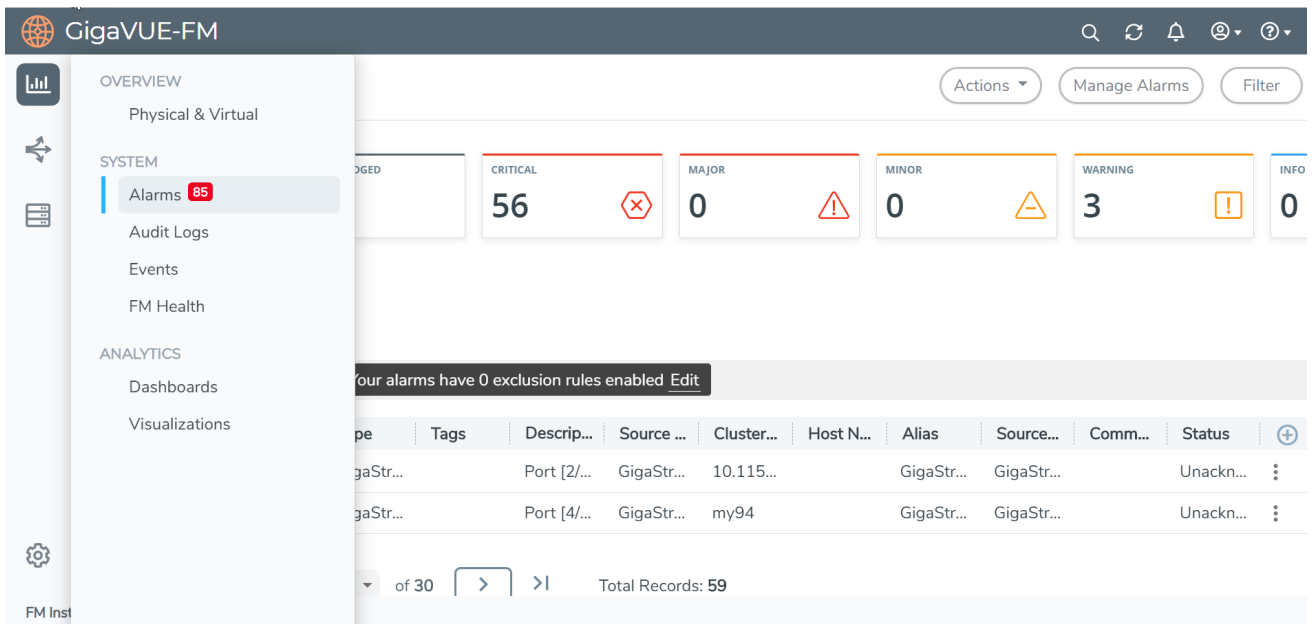 GigaVUE-FM
OVERVIEW
Physical & Virtual
SYSTEM
Alarms 85
Audit Logs
Events
FM Health
ANALYTICS
Dashboards
Visualizations
FM Inst
Actions
Manage Alarms
Filter
DGED
CRITICAL
56
MAJOR
0
MINOR
0
WARNING
3
INFO
0
Your alarms have 0 exclusion rules enabled Edit
pe Tags Descrip... Source ... Cluster... Host N... Alias Source... Comm... Status
gaStr... Port [2/... GigaStr... 10.115... GigaStr... GigaStr... Unackn...
gaStr... Port [4/... GigaStr... my94 GigaStr... GigaStr... Unackn...
of 30 Total Records: 59